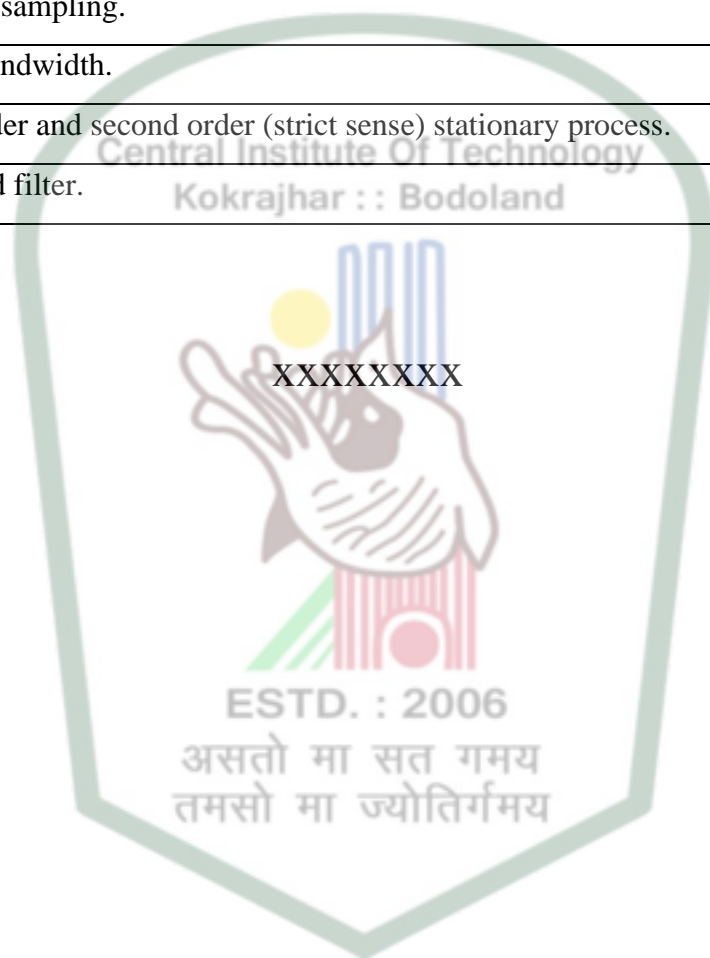 sampling.
ndwidth.
ler and second order (strict sense) stationary process.
Central Institute Of Technology
d filter.
Kokrajhar : : Bodoland
XXXXXXXX
ESTD. : 2006
असतो मा सत गमय
तमसो मा ज्योतिर्गमय